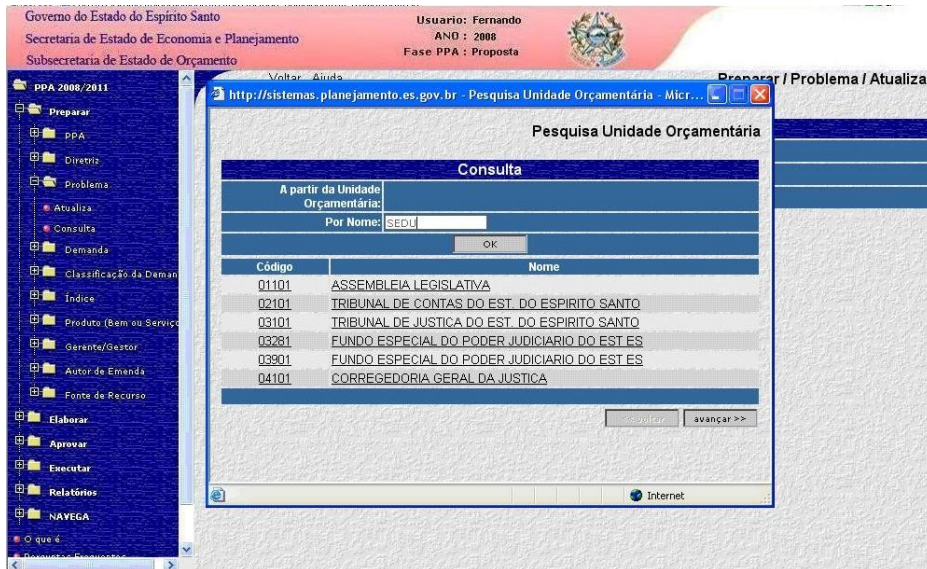 Governo do Estado do Espírito Santo
Secretaria de Estado de Economia e Planejamento
Subsecretaria de Estado de Orçamento
Usuario: Fernando
ANO : 2008
Fase PPA : Proposta
Voltar Ajuda
Preparar / Problema / Atualiza
PPA 2008/2011
Preparar
PPA
Diretriz
Problema
Atualiza
Consulta
Demanda
Classificação da Deman
Índice
Produto (Bem ou Serviço
Gerente/Gestor
Autor de Emenda
Fonte de Recurso
Elaborar
Aprovar
Executar
Relatórios
NAVEGA
O que é
Perguntas Frequentes
http://sistemas.planejamento.es.gov.br - Pesquisa Unidade Orçamentária - Micr...
Pesquisa Unidade Orçamentária
Consulta
A partir da Unidade Orçamentária:
Por Nome: SEDU
OK
Código Nome
01101 ASSEMBLEIA LEGISLATIVA
02101 TRIBUNAL DE CONTAS DO EST. DO ESPIRITO SANTO
03101 TRIBUNAL DE JUSTICA DO EST. DO ESPIRITO SANTO
03281 FUNDO ESPECIAL DO PODER JUDICIARIO DO EST ES
03901 FUNDO ESPECIAL DO PODER JUDICIARIO DO EST ES
04101 CORREGEDORIA GERAL DA JUSTICA
avançar >>
Internet